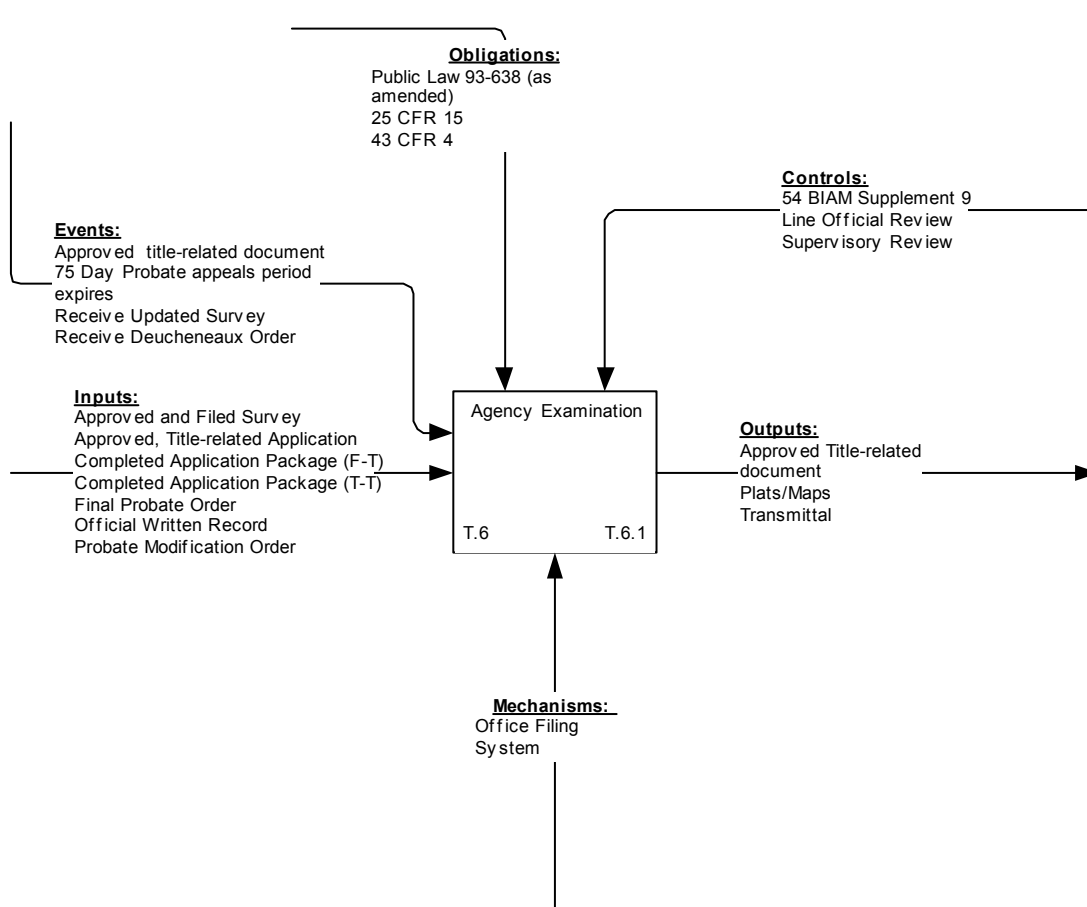 Obligations:
Public Law 93-638 (as
amended)
25 CFR 15
43 CFR 4
Controls:
54 BIAM Supplement 9
Line Official Review
Supervisory Review
Events:
Approved title-related document
75 Day Probate appeals period
expires
Receive Updated Survey
Receive Deucheneaux Order
Inputs:
Approved and Filed Survey
Approved, Title-related Application
Completed Application Package (F-T)
Completed Application Package (T-T)
Final Probate Order
Official Written Record
Probate Modification Order
Agency Examination
T.6 T.6.1
Outputs:
Approved Title-related
document
Plats/Maps
Transmittal
Mechanisms:
Office Filing
System